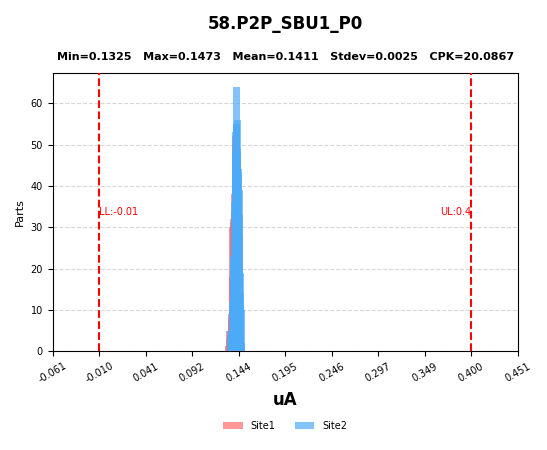 58.P2P_SBU1_P0
Min=0.1325 Max=0.1473 Mean=0.1411 Stdev=0.0025 CPK=20.0867
Parts
60
50
40
30
20
10
0
LL:-0.01
UL:0.4
-0.061 -0.010 0.041 0.092 0.144 0.195 0.246 0.297 0.349 0.400 0.451
uA
Site1 Site2